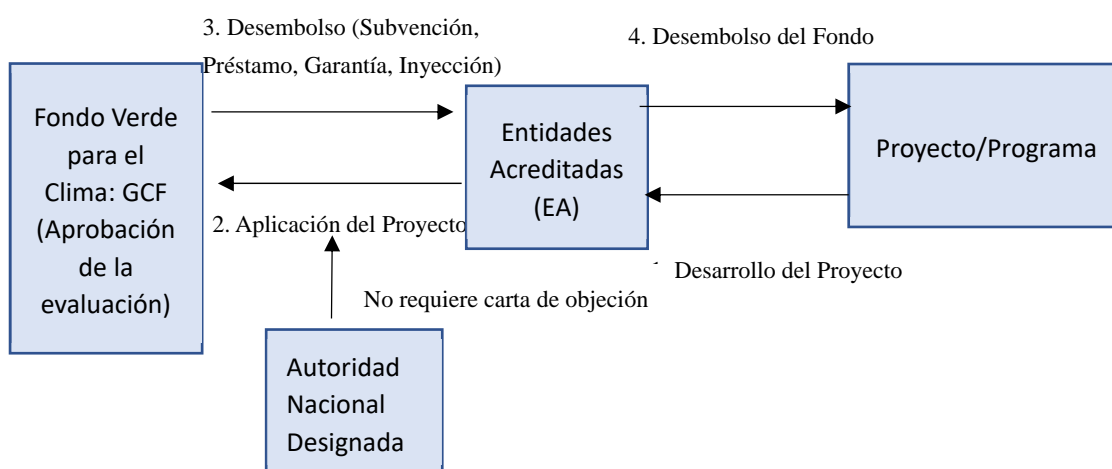 3. Desembolso (Subvención,
Préstamo, Garantía, Inyección)
4. Desembolso del Fondo
Fondo Verde
para el
Clima: GCF
(Aprobación
de la
evaluación)
Entidades
Acreditadas
(EA)
Proyecto/Programa
2. Aplicación del Proyecto
Desarrollo del Proyecto
No requiere carta de objeción
Autoridad
Nacional
Designada